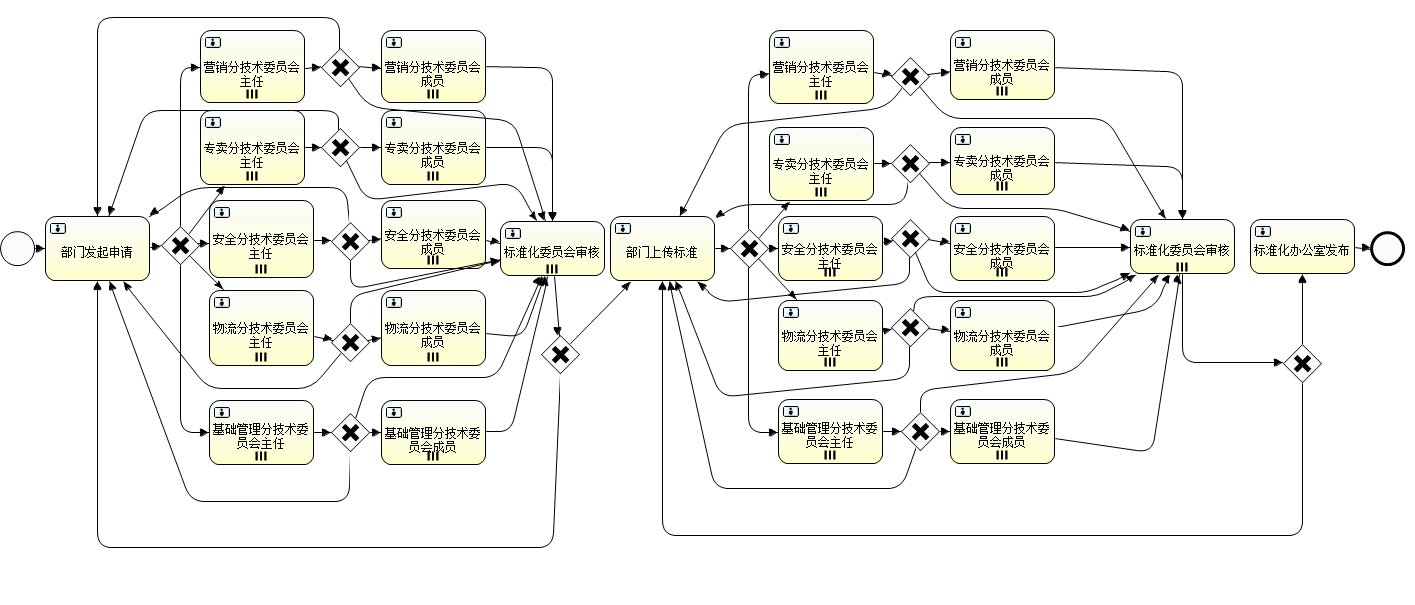 部门发起申请
营销分技术委员会
主任
营销分技术委员会
成员
专卖分技术委员会
主任
专卖分技术委员会
成员
安全分技术委员会
主任
安全分技术委员会
成员
物流分技术委员会
主任
物流分技术委员会
成员
基础管理分技术委
员会主任
基础管理分技术委
员会成员
标准化委员会审核
部门上传标准
营销分技术委员会
主任
营销分技术委员会
成员
专卖分技术委员会
主任
专卖分技术委员会
成员
安全分技术委员会
主任
安全分技术委员会
成员
物流分技术委员会
主任
物流分技术委员会
成员
基础管理分技术委
员会主任
基础管理分技术委
员会成员
标准化委员会审核
标准化办公室发布